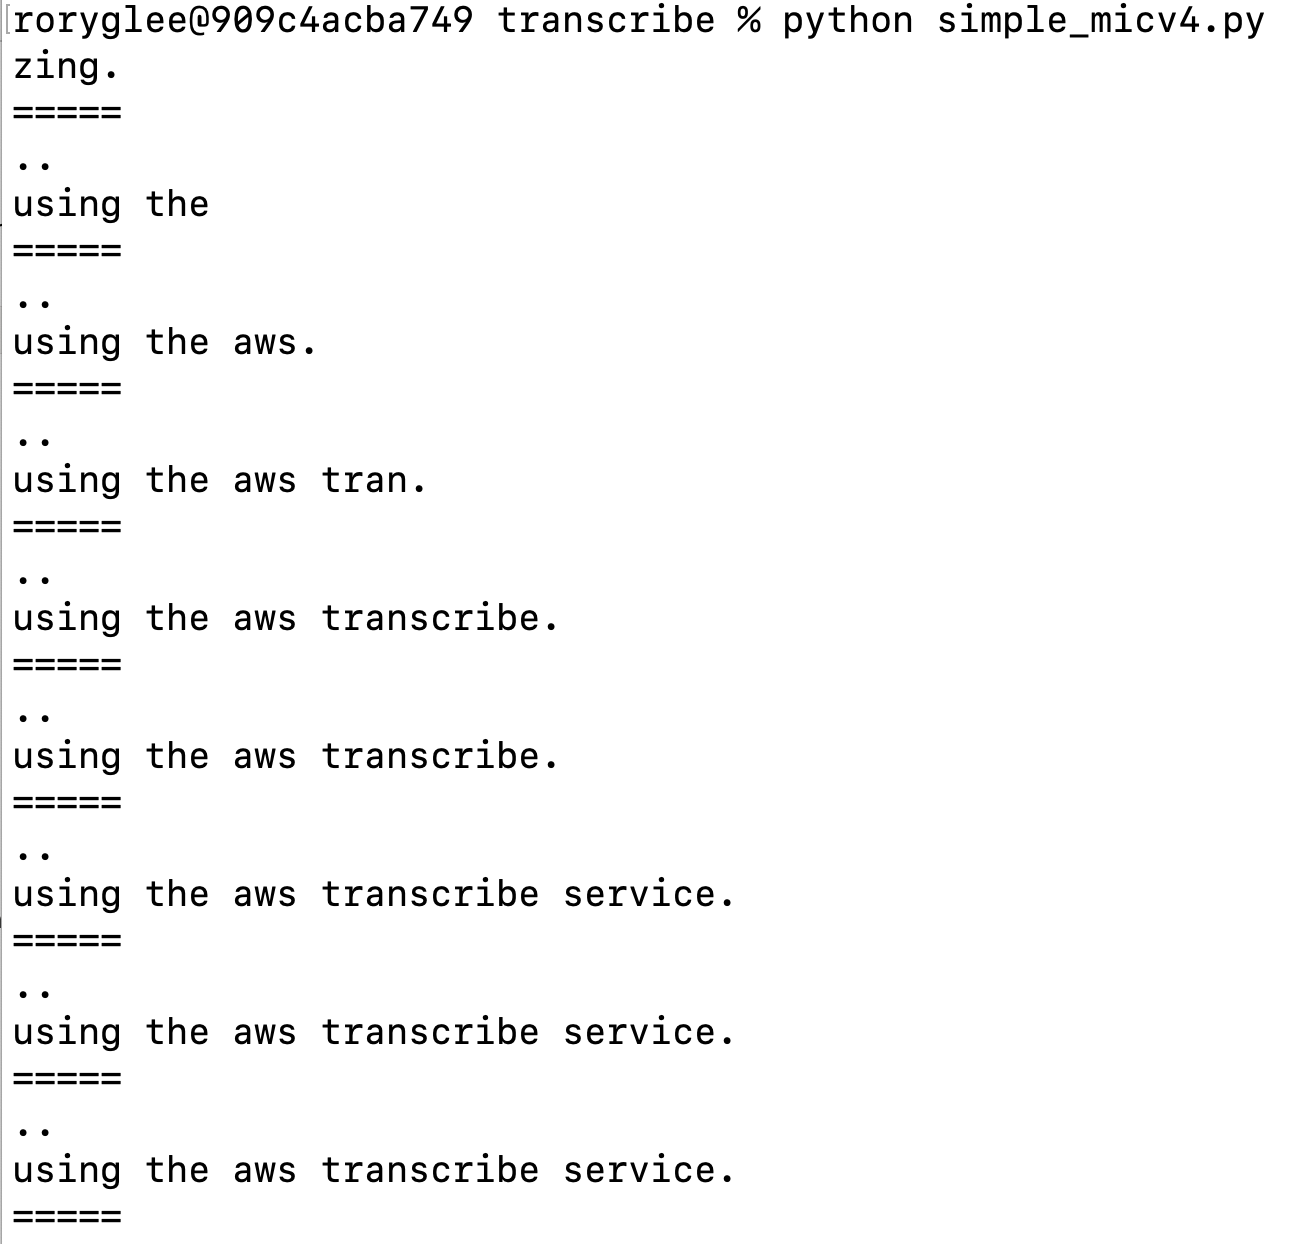 [roryglee@909c4acba749 transcribe % python simple_micv4.py
zing.
=====
..
using the
=====
..
using the aws.
=====
..
using the aws tran.
=====
..
using the aws transcribe.
=====
..
using the aws transcribe.
=====
..
using the aws transcribe service.
=====
..
using the aws transcribe service.
=====
..
using the aws transcribe service.
=====